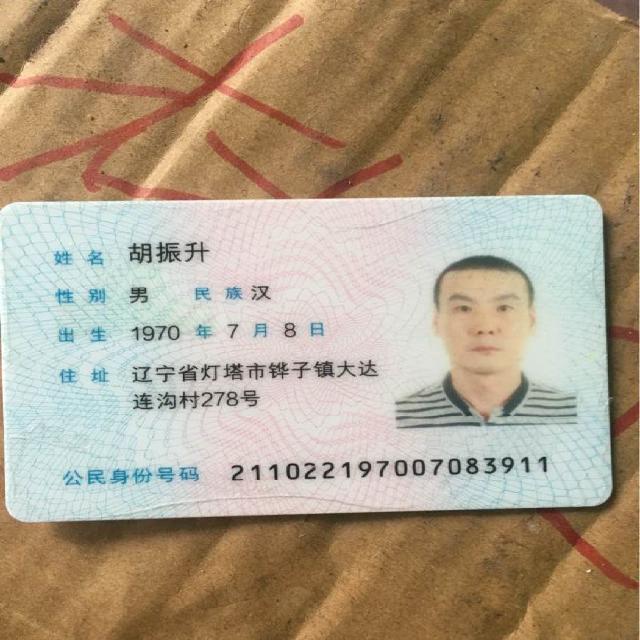 姓名 胡振升
性别 男 民族 汉
出生 1970 年 7 月 8 日
住址 辽宁省灯塔市铧子镇大达
连沟村278号
公民身份号码 211022197007083911